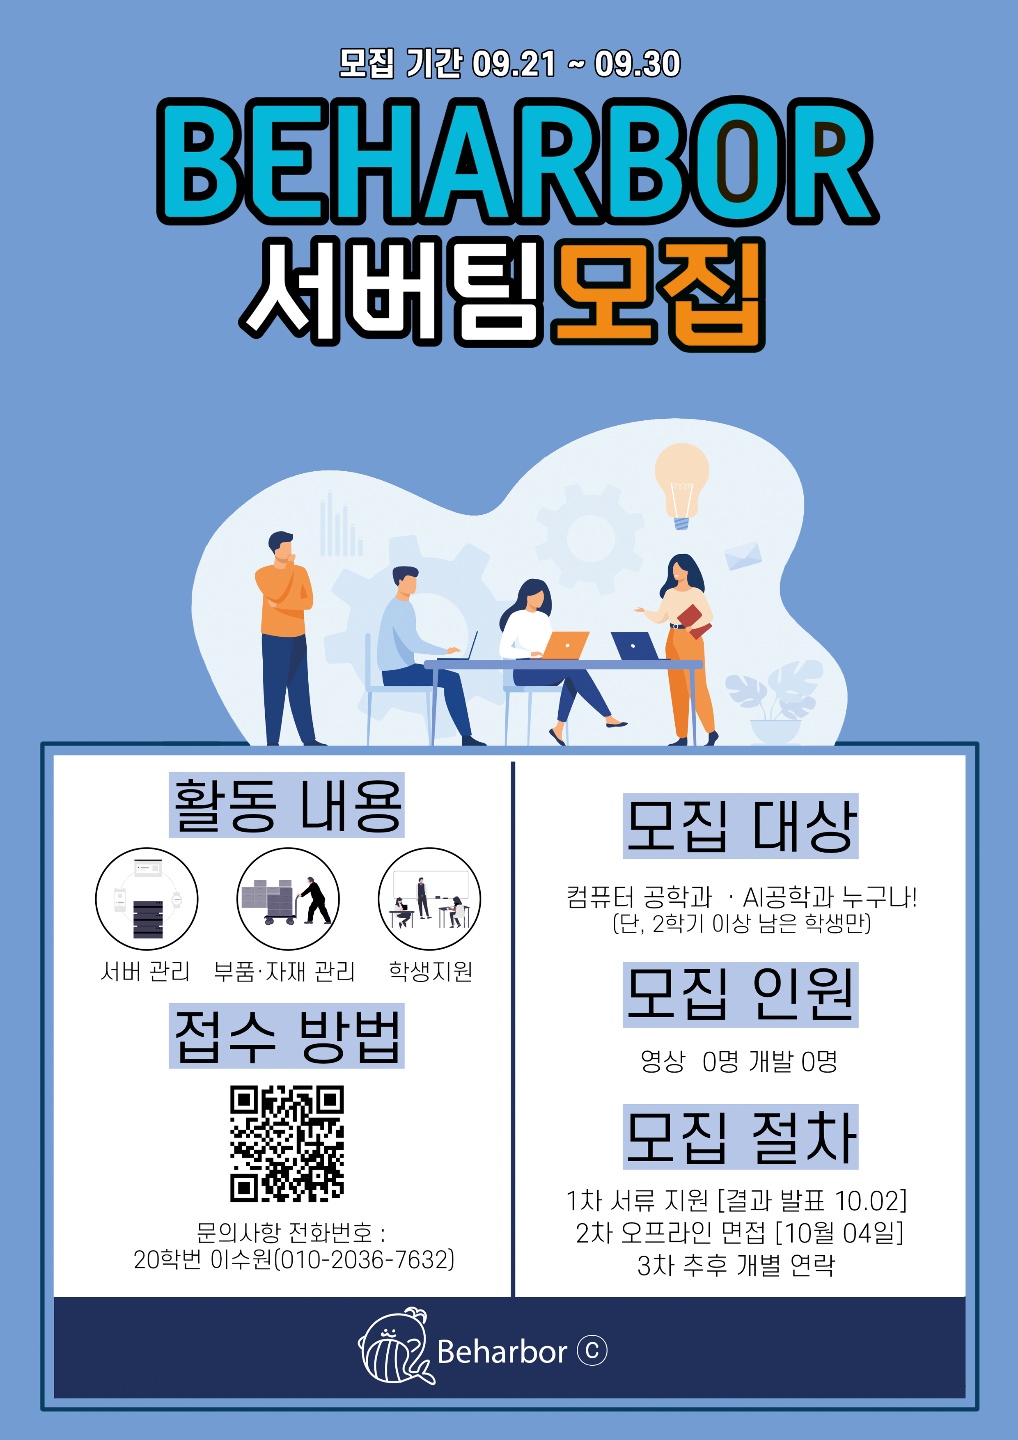 모집 기간 09.21 ~ 09.30
BEHARBOR
서버팀모집
활동 내용
서버 관리
부품·자재 관리
학생지원
접수 방법
문의사항 전화번호 :
20학번 이수원(010-2036-7632)
모집 대상
컴퓨터 공학과 · AI공학과 누구나!
(단, 2학기 이상 남은 학생만)
모집 인원
영상 0명 개발 0명
모집 절차
1차 서류 지원 [결과 발표 10.02]
2차 오프라인 면접 [10월 04일]
3차 추후 개별 연락
Beharbor ⓒ